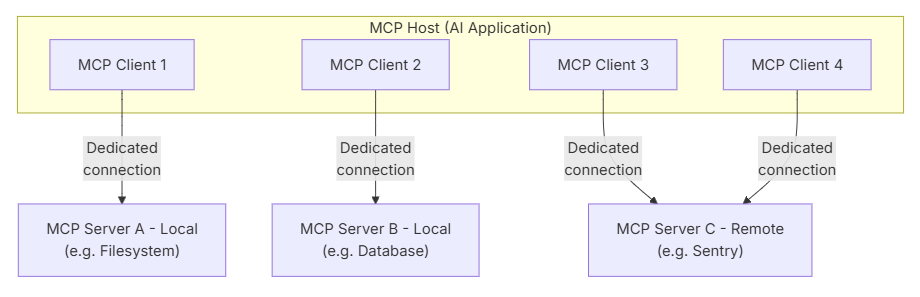 MCP Host (AI Application)
MCP Client 1
MCP Client 2
MCP Client 3
MCP Client 4
Dedicated
connection
Dedicated
connection
Dedicated
connection
Dedicated
connection
MCP Server A - Local
(e.g. Filesystem)
MCP Server B - Local
(e.g. Database)
MCP Server C - Remote
(e.g. Sentry)